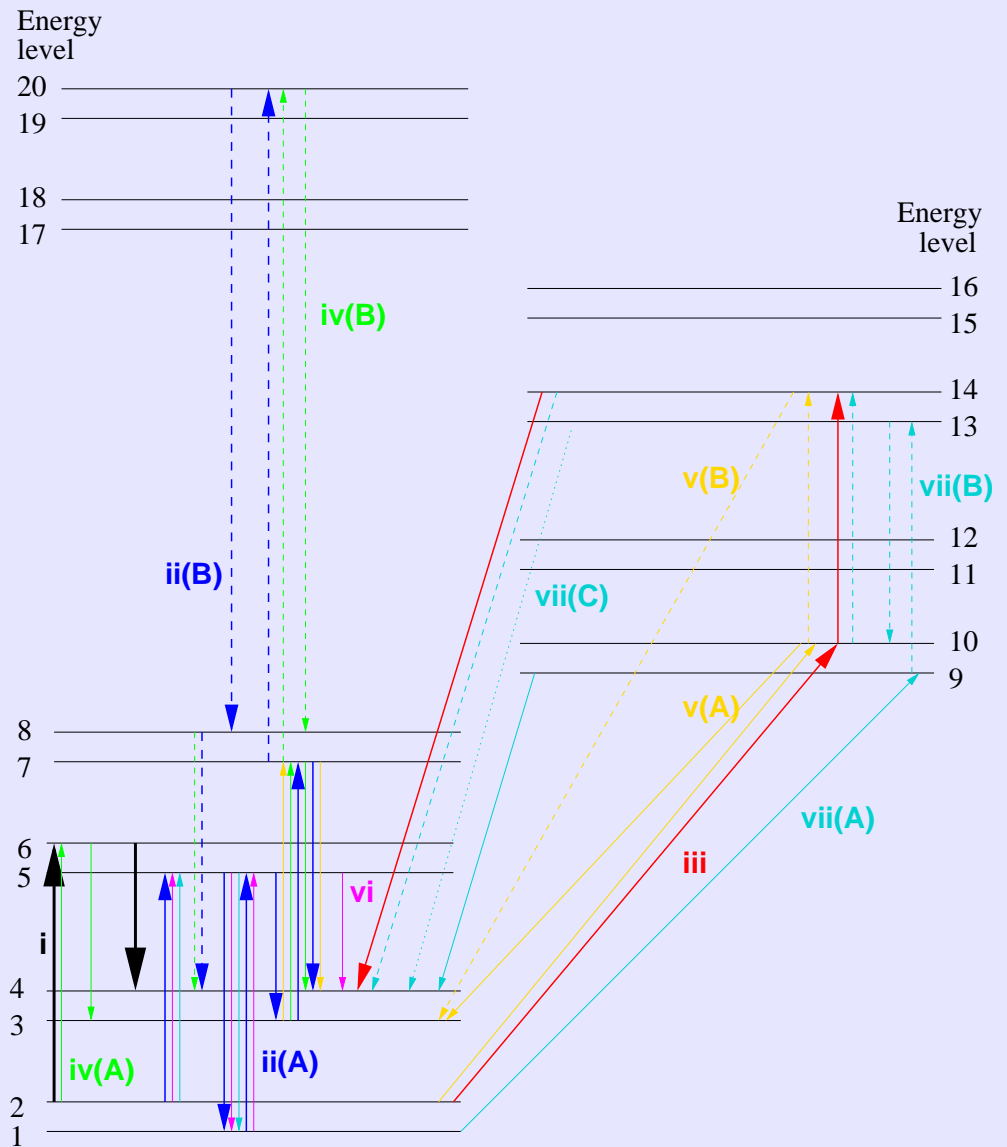 Energy
level
20
19
18
17
iv(B)
ii(B)
8
7
6
5
i
vi
4
3
iv(A)
ii(A)
2
1
Energy
level
16
15
14
13
v(B)
vii(B)
12
11
vii(C)
10
9
v(A)
vii(A)
iii